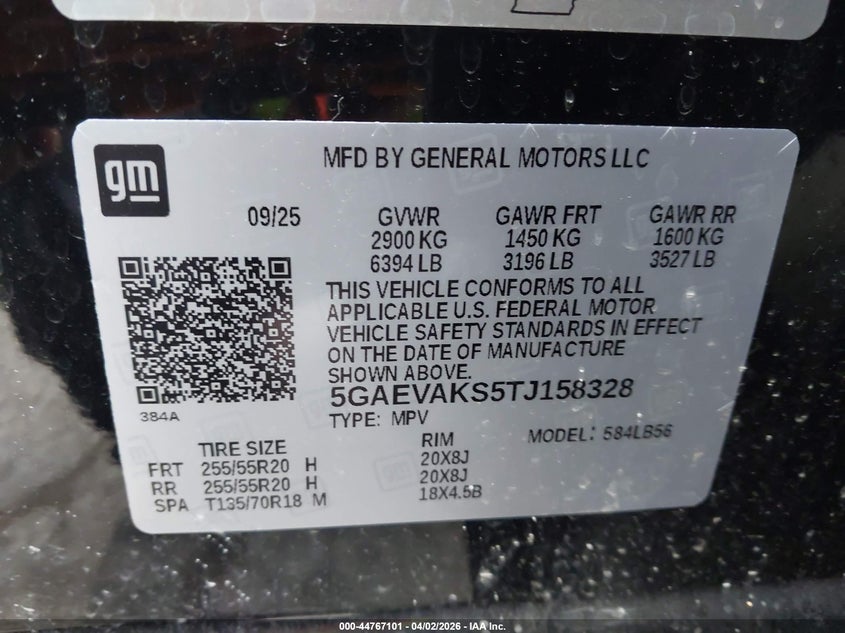 gm
MFD BY GENERAL MOTORS LLC
09/25 GVWR GAWR FRT GAWR RR
2900 KG 1450 KG 1600 KG
6394 LB 3196 LB 3527 LB
THIS VEHICLE CONFORMS TO ALL
APPLICABLE U.S. FEDERAL MOTOR
VEHICLE SAFETY STANDARDS IN EFFECT
ON THE DATE OF MANUFACTURE
SHOWN ABOVE.
5GAEVAKS5TJ158328
384A
TYPE: MPV MODEL: 584LB56
TIRE SIZE RIM
FRT 255/55R20 H 20X8J
RR 255/55R20 H 20X8J
SPA T135/70R18 M 18X4.5B
000-44767101 - 04/02/2026 - IAA Inc.